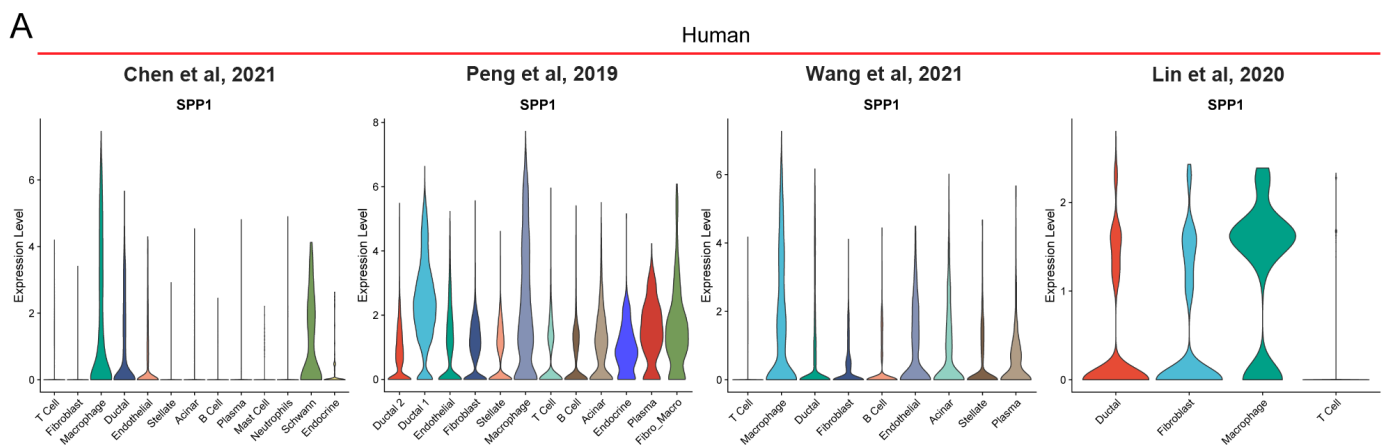 A
Human
Chen et al, 2021
Peng et al, 2019
Wang et al, 2021
Lin et al, 2020
SPP1
SPP1
SPP1
SPP1
Expression Level
6
4
2
0
T Cell
Fibroblast
Macrophage
Ductal
Endothelial
Stellate
Acinar
B Cell
Plasma
Mast Cell
Neutrophils
Schwann
Endocrine
Expression Level
8
6
4
2
0
Ductal 2
Ductal 1
Endothelial
Fibroblast
Stellate
Macrophage
T Cell
B Cell
Acinar
Endocrine
Plasma
Fibro_Macro
Expression Level
6
4
2
0
T Cell
Macrophage
Ductal
Fibroblast
B Cell
Endothelial
Acinar
Stellate
Plasma
Expression Level
2
1
0
Ductal
Fibroblast
Macrophage
T Cell